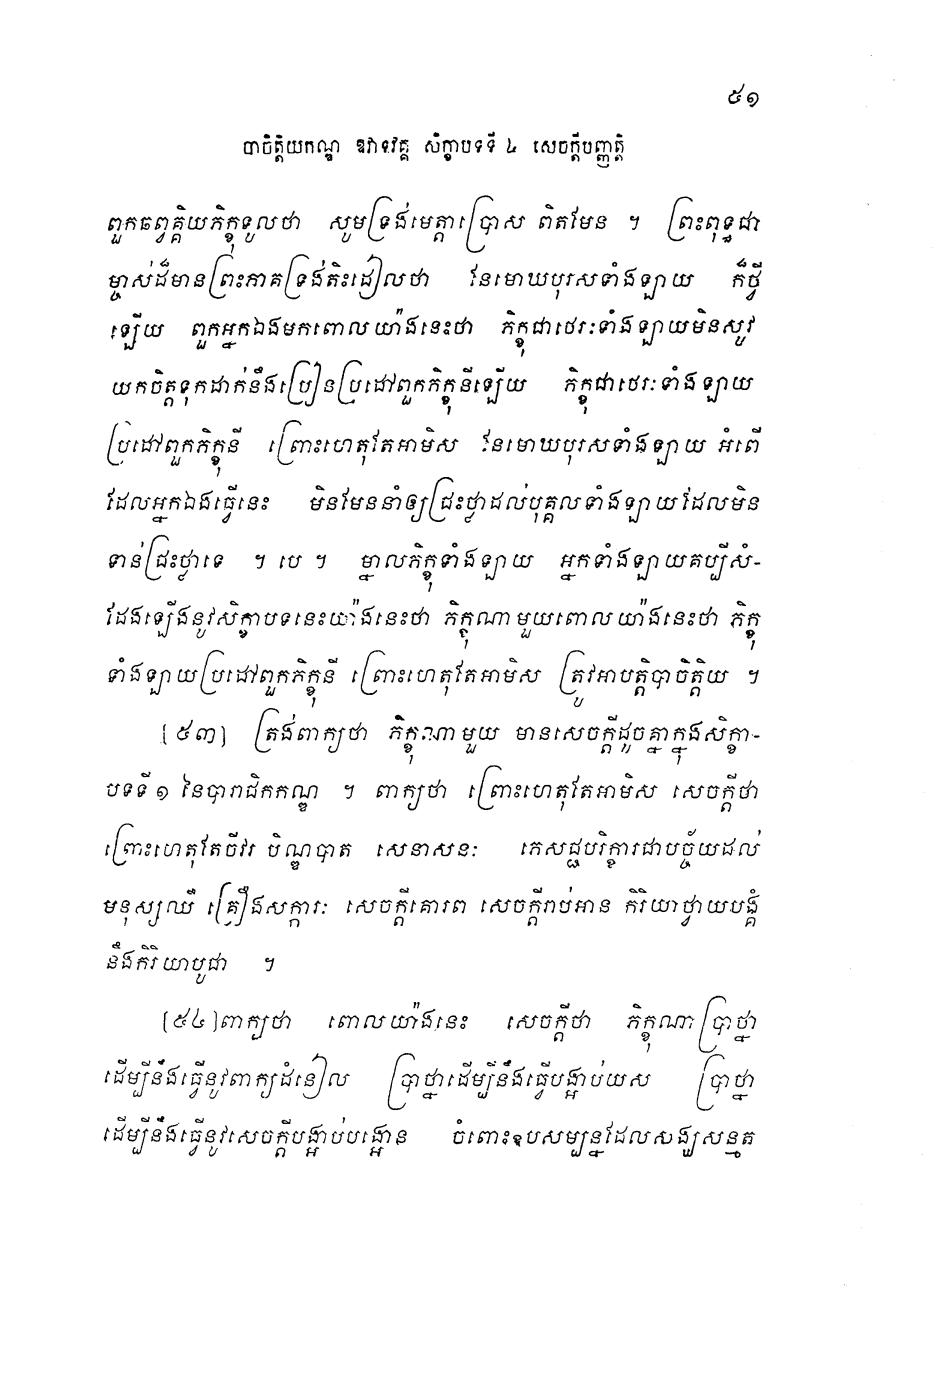 ៥១
បាចិត្តិយកណ្ឌ ឱវាទវគ្គ សិក្ខាបទទី ៤ សេចក្តីបញ្ញត្តិ
ពួកឆព្វគ្គិយភិក្ខុទូលថា សូមទ្រង់មេត្តាប្រោស ពិតមែន ។ ព្រះពុទ្ធជា
ម្ចាស់ដ៏មានព្រះភាគទ្រង់តិះដៀលថា នែមោឃបុរសទាំងឡាយ ក៏ថ្វី
ឡើយ ពួកអ្នកឯងមកពោលយ៉ាងនេះថា ភិក្ខុជាថេរៈទាំងឡាយមិនសូវ
យកចិត្តទុកដាក់នឹងប្រៀនប្រដៅពួកភិក្ខុនីឡើយ ភិក្ខុជាថេរៈទាំងឡាយ
ប្រដៅពួកភិក្ខុនី ព្រោះហេតុតែអាមិស នែមោឃបុរសទាំងឡាយ អំពើ
ដែលអ្នកឯងធ្វើនេះ មិនមែននាំឲ្យជ្រះថ្លាដល់បុគ្គលទាំងឡាយដែលមិន
ទាន់ជ្រះថ្លាទេ ។ បេ ។ ម្នាលភិក្ខុទាំងឡាយ អ្នកទាំងឡាយគប្បីសំ-
ដែងឡើងនូវសិក្ខាបទនេះយ៉ាងនេះថា ភិក្ខុណាមួយពោលយ៉ាងនេះថា ភិក្ខុ
ទាំងឡាយប្រដៅពួកភិក្ខុនី ព្រោះហេតុតែអាមិស ត្រូវអាបត្តិបាចិត្តិយ ។
[៥៣] ត្រង់ពាក្យថា ភិក្ខុណាមួយ មានសេចក្តីដូចគ្នាក្នុងសិក្ខា-
បទទី ១ នៃបារាជិកកណ្ឌ ។ ពាក្យថា ព្រោះហេតុតែអាមិស សេចក្តីថា
ព្រោះហេតុតែចីវរ បិណ្ឌបាត សេនាសនៈ ភេសជ្ជបរិក្ខារជាបច្ច័យដល់
មនុស្សឈឺ គ្រឿងសក្ការៈ សេចក្តីគោរព សេចក្តីរាប់អាន កិរិយាថ្វាយបង្គំ
នឹងកិរិយាបូជា ។
[៥៤] ពាក្យថា ពោលយ៉ាងនេះ សេចក្តីថា ភិក្ខុណាប្រាថ្នា
ដើម្បីនឹងធ្វើនូវពាក្យដំនៀល ប្រាថ្នាដើម្បីនឹងធ្វើបង្អាប់យស ប្រាថ្នា
ដើម្បីនឹងធ្វើនូវសេចក្តីបង្អាប់បង្អោន ចំពោះឧបសម្បន្នដែលសង្ឃសន្មត